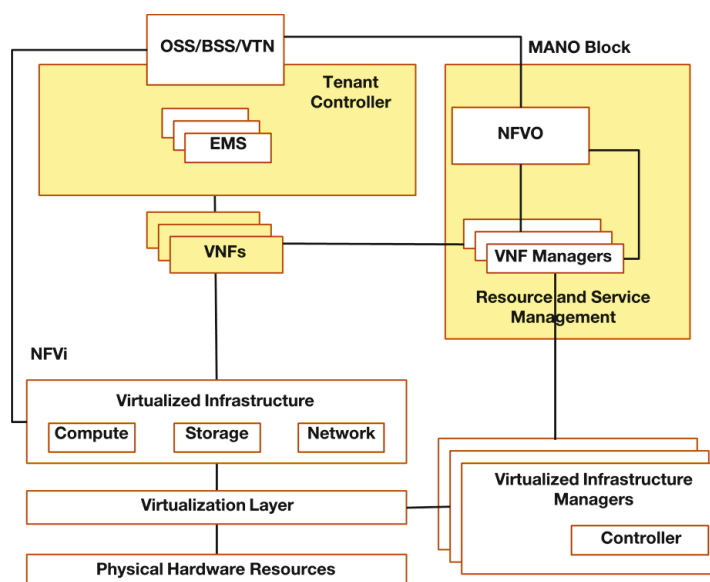 OSS/BSS/VTN
MANO Block
Tenant
Controller
EMS
NFVO
VNFs
VNF Managers
Resource and Service
Management
NFVi
Virtualized Infrastructure
Compute
Storage
Network
Virtualization Layer
Physical Hardware Resources
Virtualized Infrastructure
Managers
Controller